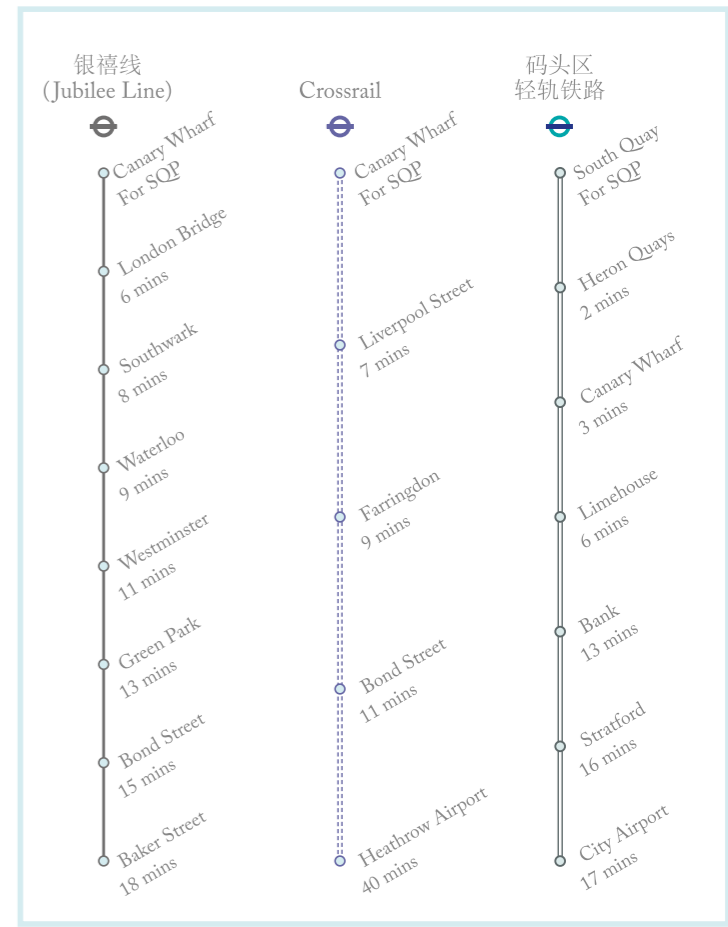 银禧线
(Jubilee Line)
Canary Wharf
For SQP
London Bridge
6 mins
Southwark
8 mins
Waterloo
9 mins
Westminster
11 mins
Green Park
13 mins
Bond Street
15 mins
Baker Street
18 mins
Crossrail
Canary Wharf
For SQP
Liverpool Street
7 mins
Farringdon
9 mins
Bond Street
11 mins
Heathrow Airport
40 mins
码头区
轻轨铁路
South Quay
For SQP
Heron Quays
2 mins
Canary Wharf
3 mins
Limehouse
6 mins
Bank
13 mins
Stratford
16 mins
City Airport
17 mins